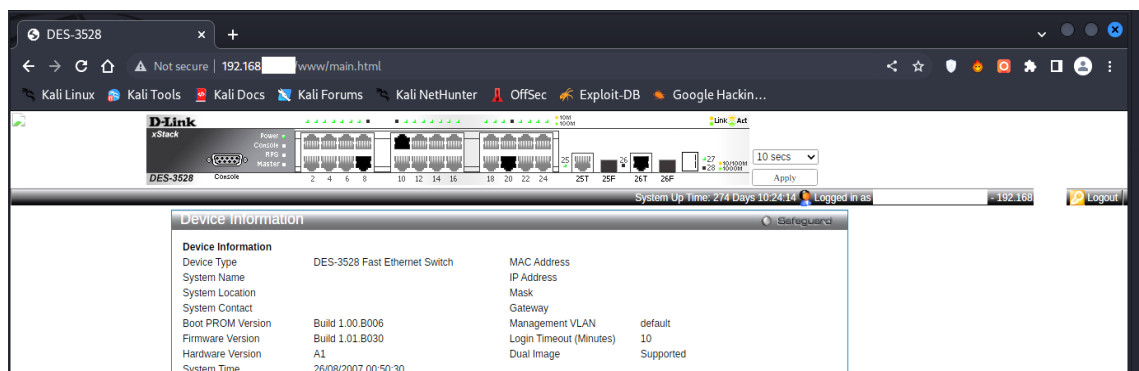 DES-3528
Not secure | 192.168 /www/main.html
Kali Linux Kali Tools Kali Docs Kali Forums Kali NetHunter OffSec Exploit-DB Google Hackin...
D-Link
xStack
Power
Console
RPS
Master
DES-3528 Console
10M
100M
Link Act
2 4 6 8 10 12 14 16 18 20 22 24 25 25T 25F 26 26T 26F
27 10/100M
28 1000M
10 secs
Apply
System Up Time: 274 Days 10:24:14 Logged in as - 192.168 Logout
Device Information Safeguard
Device Information
Device Type DES-3528 Fast Ethernet Switch MAC Address
System Name IP Address
System Location Mask
System Contact Gateway
Boot PROM Version Build 1.00.B006 Management VLAN default
Firmware Version Build 1.01.B030 Login Timeout (Minutes) 10
Hardware Version A1 Dual Image Supported
System Time 26/08/2007 00:50:30